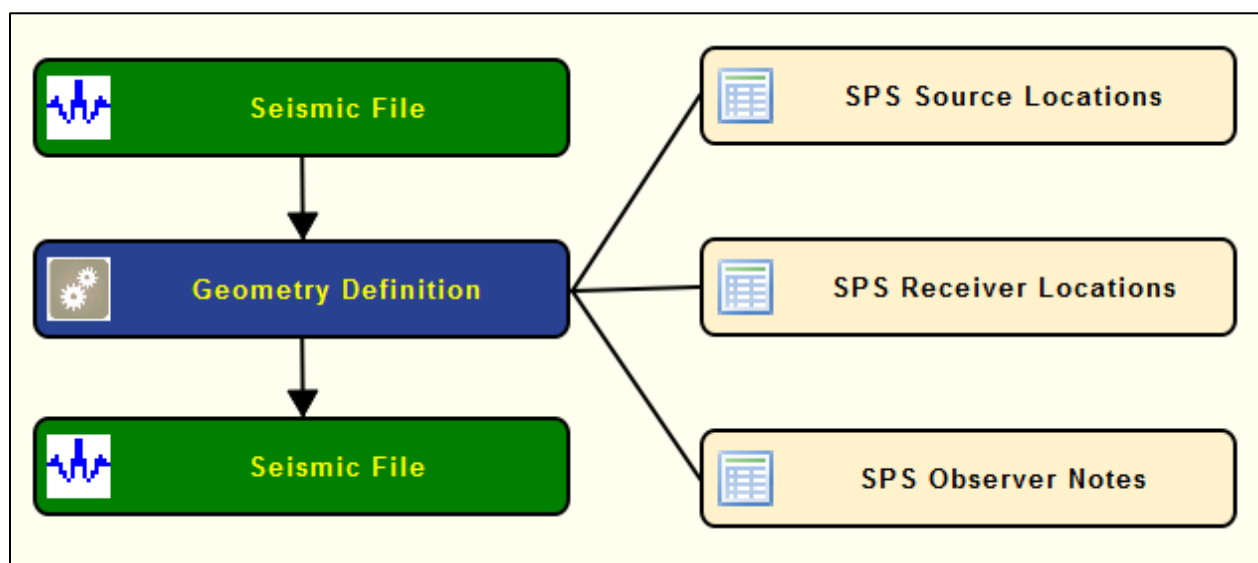 Seismic File
Geometry Definition
Seismic File
SPS Source Locations
SPS Receiver Locations
SPS Observer Notes